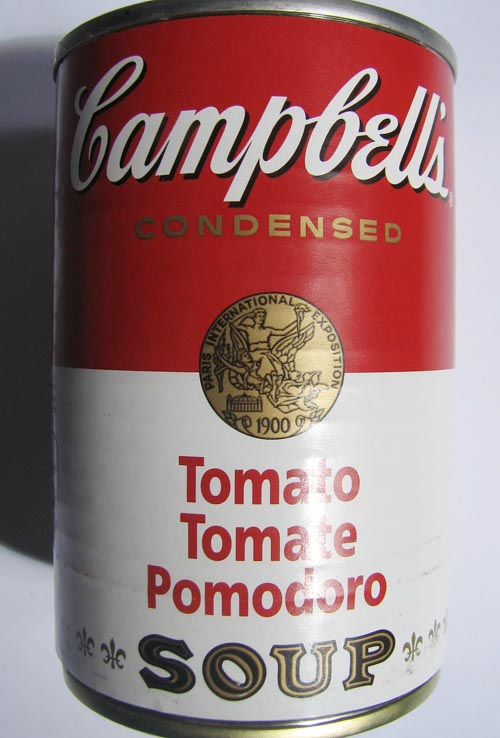 Campbell's
CONDENSED
PARIS INTERNATIONAL EXPOSITION
1900
Tomato
Tomate
Pomodoro
SOUP